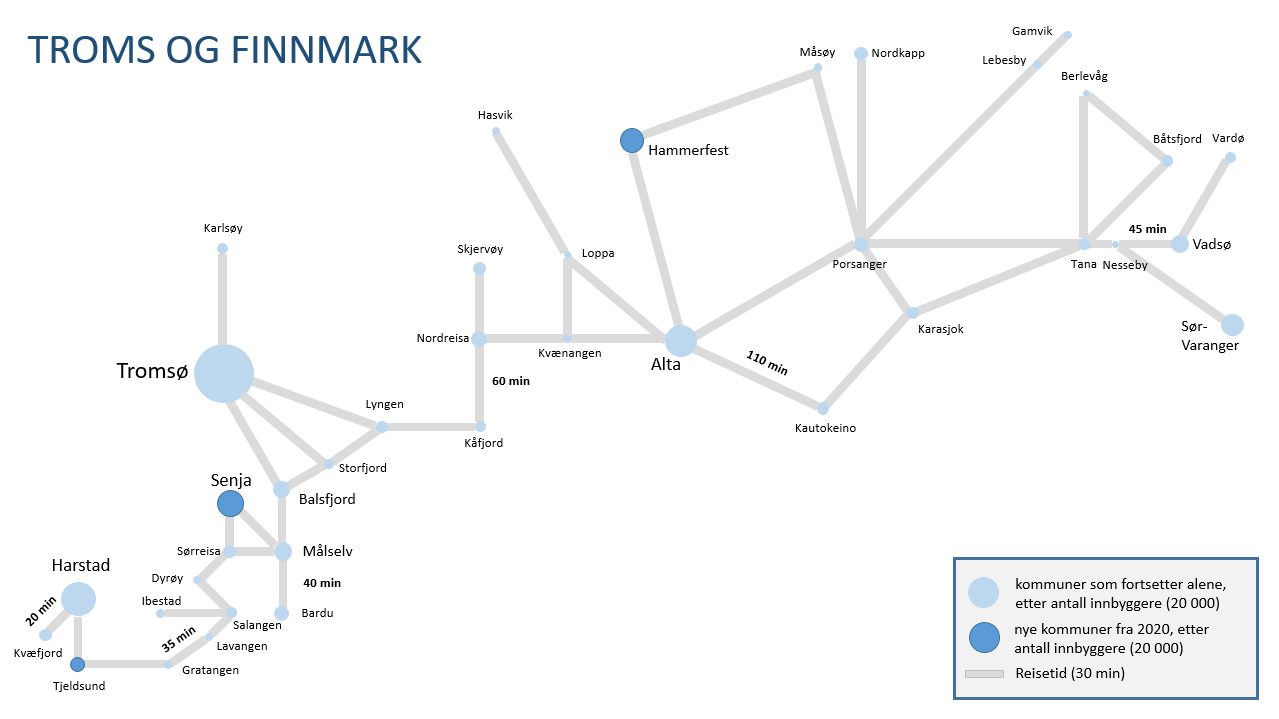 TROMS OG FINNMARK
Gamvik
Måsøy
Nordkapp
Lebesby
Berlevåg
Hasvik
Hammerfest
Båtsfjord
Vardø
Karlsøy
45 min
Skjervøy
Loppa
Vadsø
Porsanger
Tana
Nesseby
Sør-
Varanger
Karasjok
Nordreisa
Kvænangen
Alta
110 min
Tromsø
60 min
Lyngen
Kautokeino
Kåfjord
Storfjord
Senja
Balsfjord
Sørreisa
Målselv
Harstad
Dyrøy
40 min
Ibestad
20 min
Salangen
Bardu
35 min
Lavangen
Kvæfjord
Gratangen
Tjeldsund
kommuner som fortsetter alene,
etter antall innbyggere (20 000)
nye kommuner fra 2020, etter
antall innbyggere (20 000)
Reisetid (30 min)